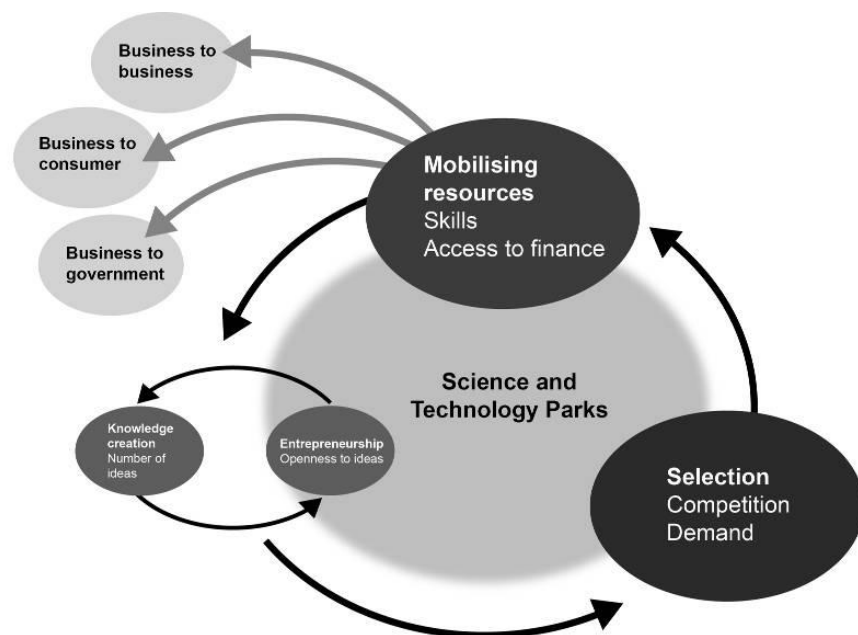 Business to
business
Business to
consumer
Business to
government
Mobilising
resources
Skills
Access to finance
Science and
Technology Parks
Knowledge
creation
Number of
ideas
Entrepreneurship
Openness to ideas
Selection
Competition
Demand